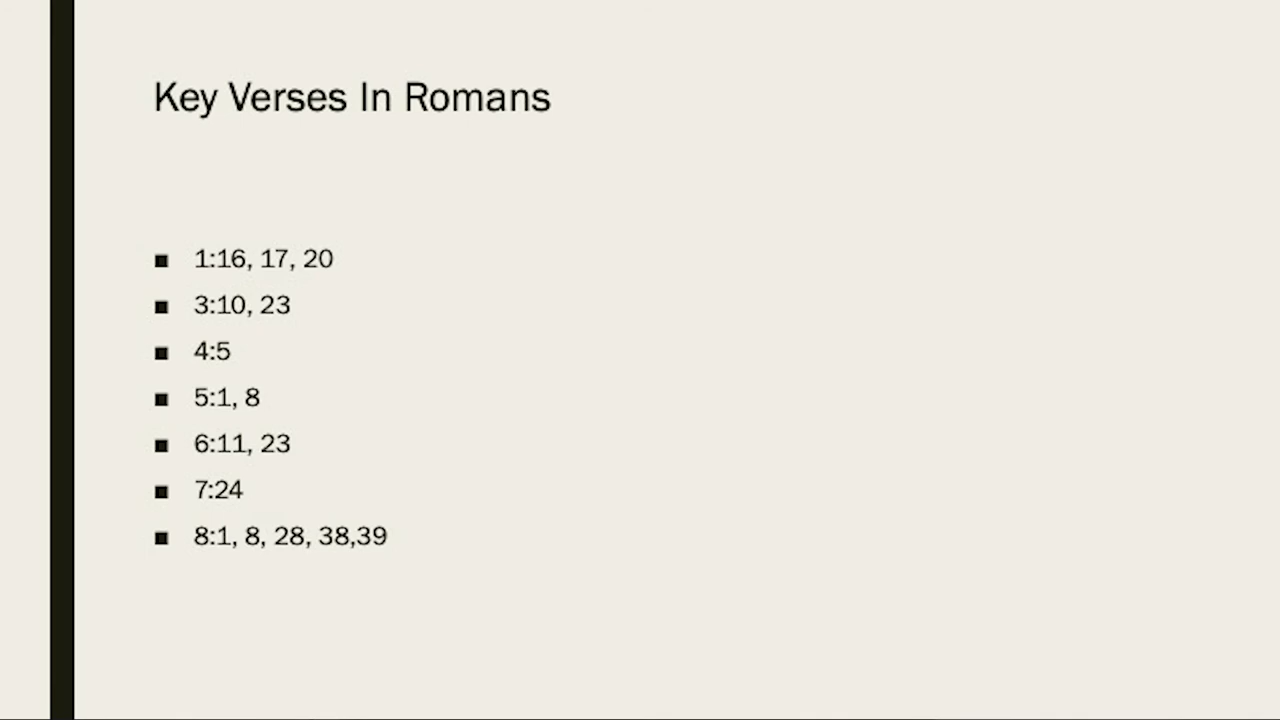 Key Verses In Romans
■ 1:16, 17, 20
■ 3:10, 23
■ 4:5
■ 5:1, 8
■ 6:11, 23
■ 7:24
■ 8:1, 8, 28, 38,39